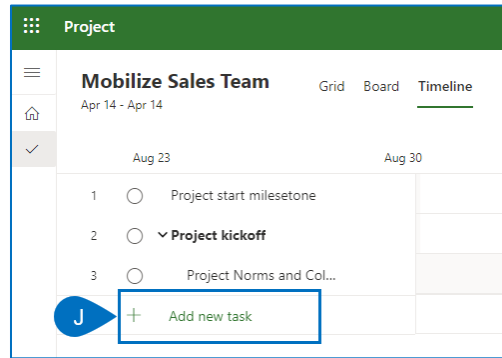 Project
Mobilize Sales Team Grid Board Timeline
Apr 14 - Apr 14
Aug 23 Aug 30
1 Project start milesetone
2 Project kickoff
3 Project Norms and Col...
J + Add new task